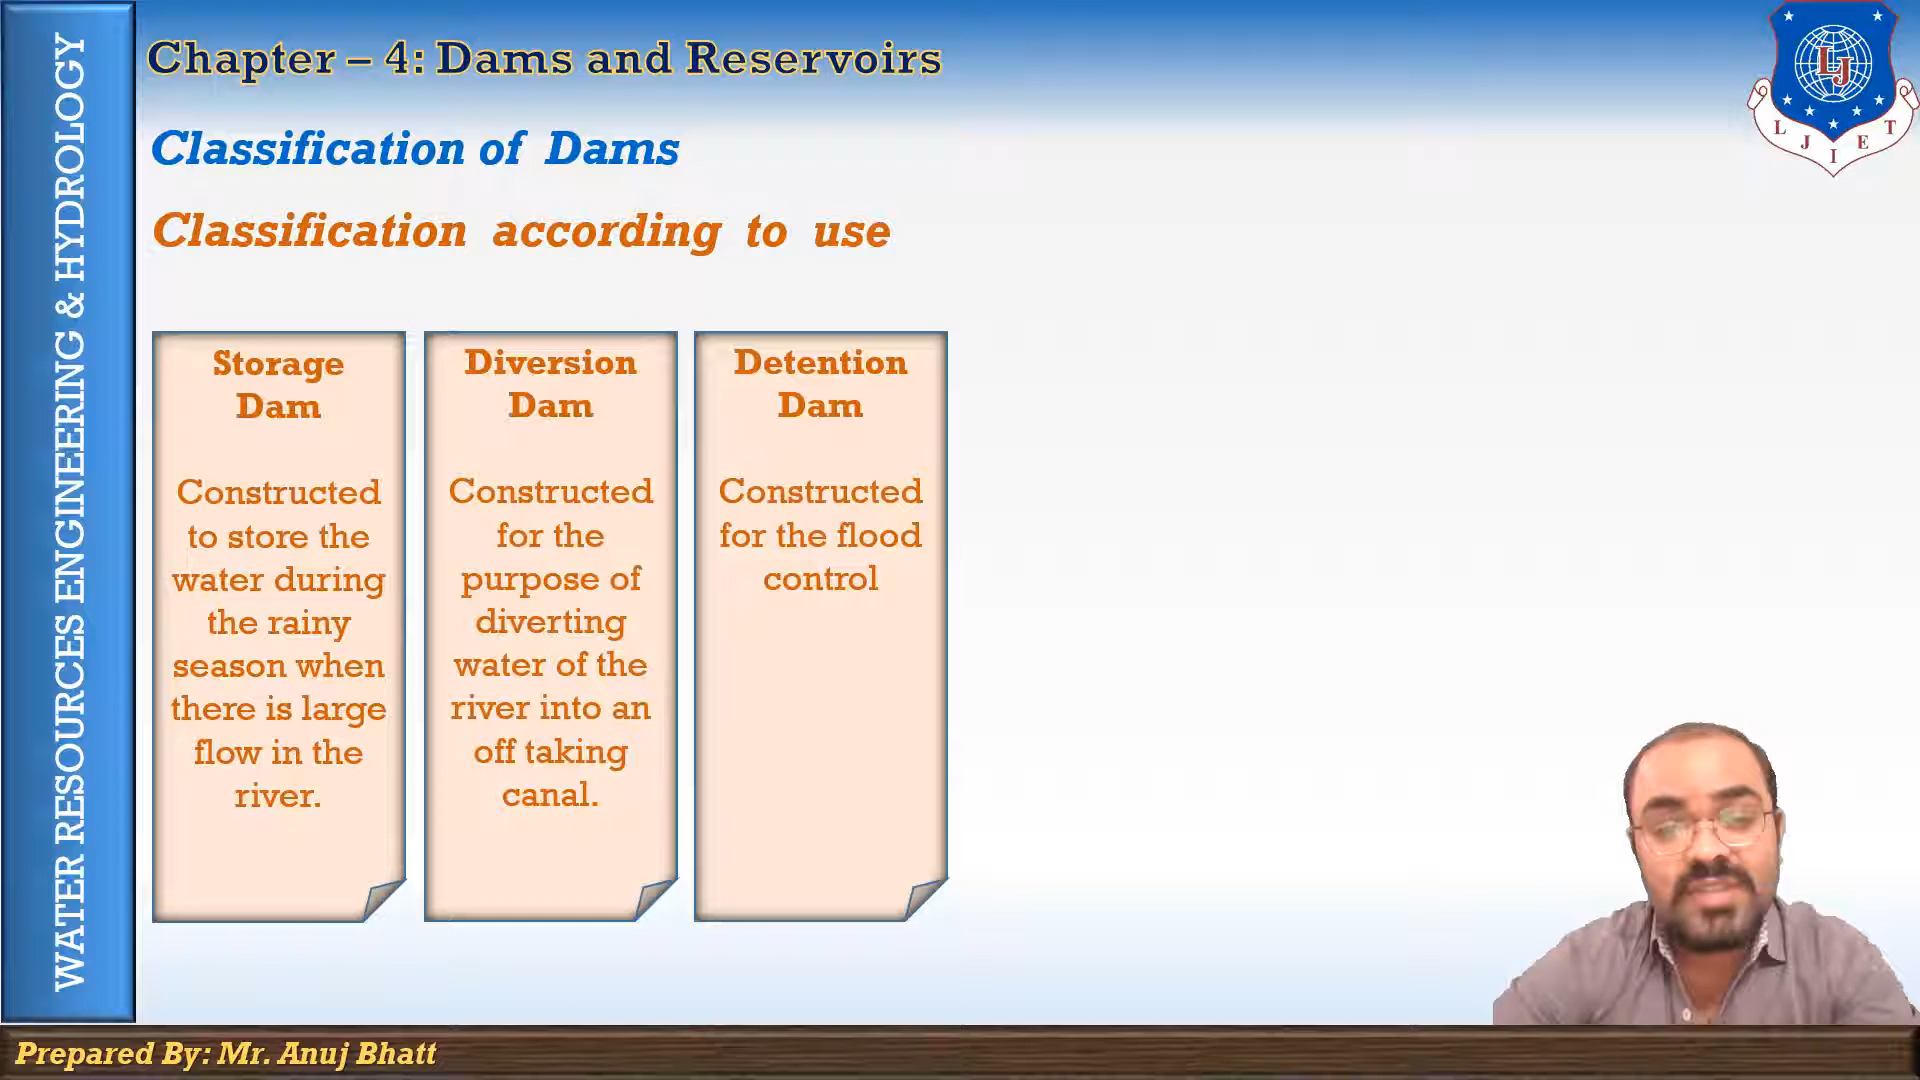 WATER RESOURCES ENGINEERING & HYDROLOGY
Chapter – 4: Dams and Reservoirs
Classification of Dams
Classification according to use
Storage
Dam
Constructed
to store the
water during
the rainy
season when
there is large
flow in the
river.
Diversion
Dam
Constructed
for the
purpose of
diverting
water of the
river into an
off taking
canal.
Detention
Dam
Constructed
for the flood
control
LJ
L J I E T
Prepared By: Mr. Anuj Bhatt